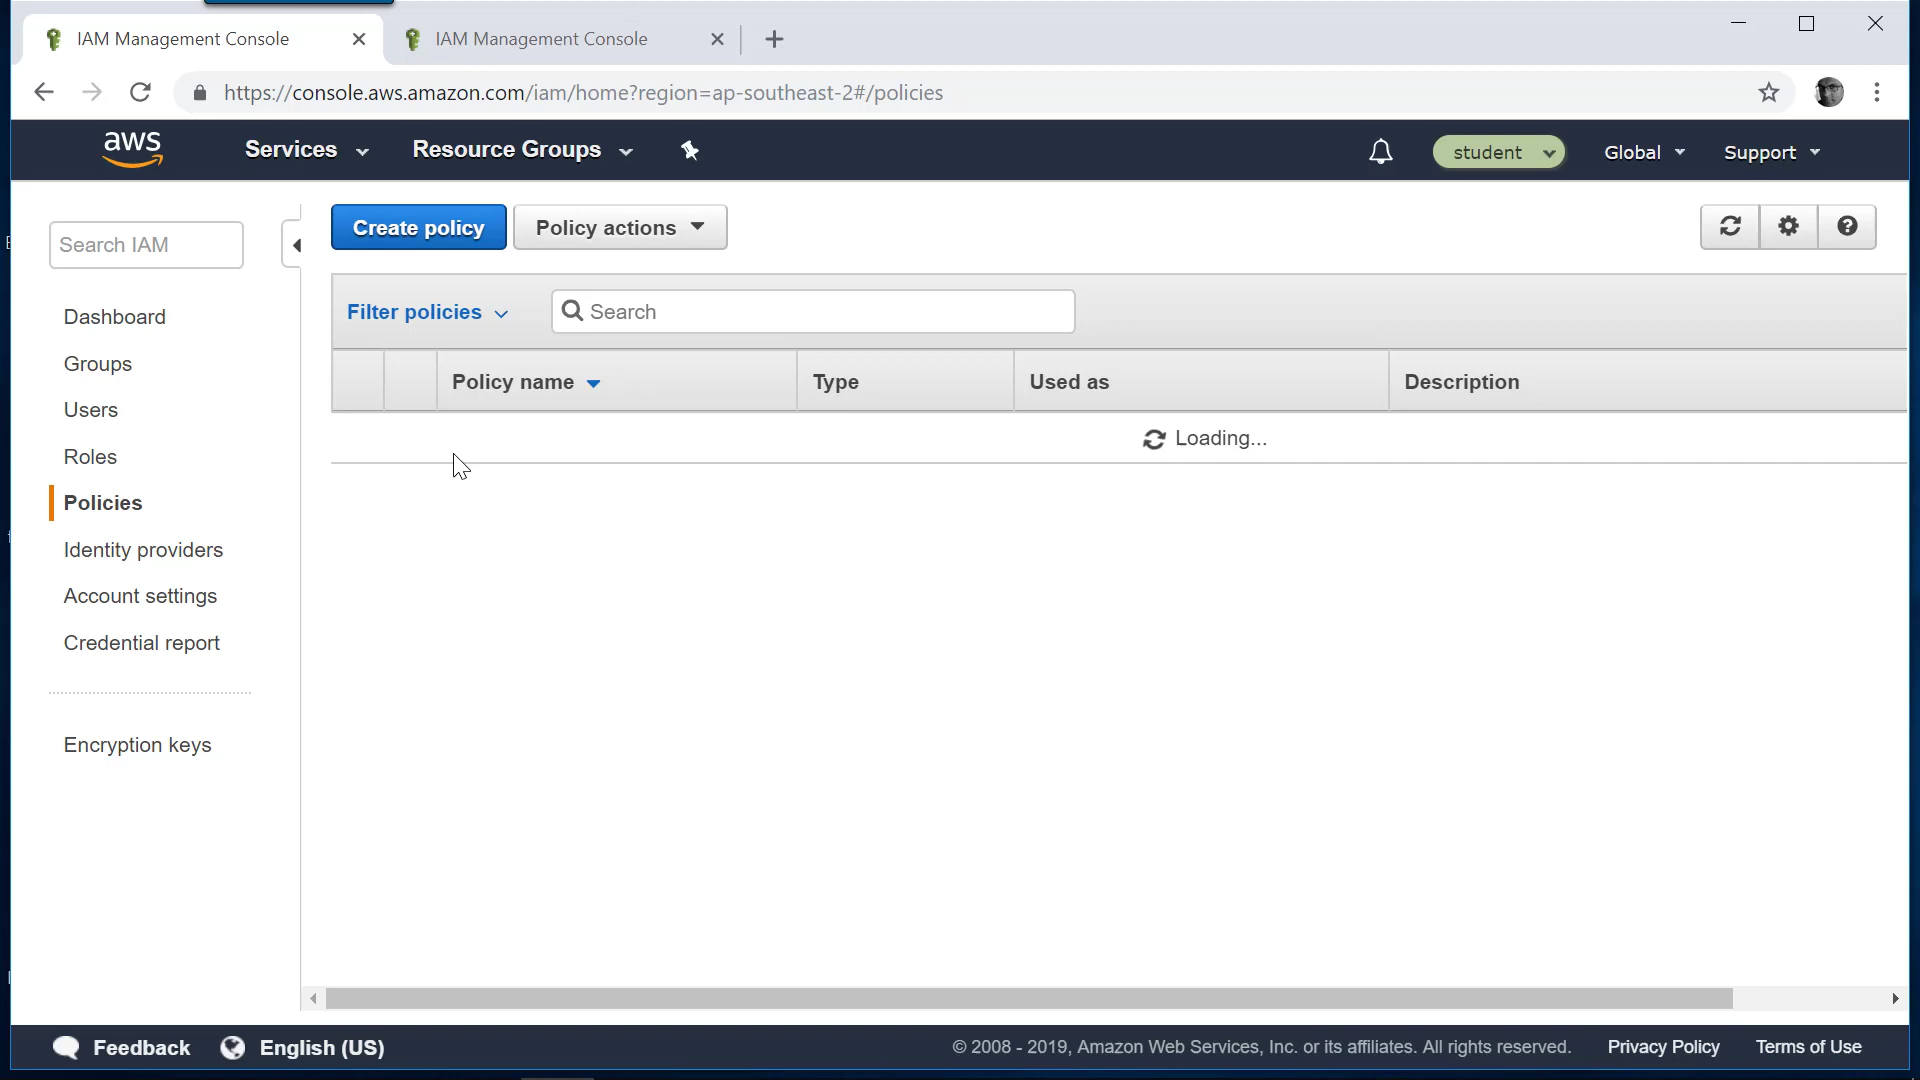 IAM Management Console
IAM Management Console
https://console.aws.amazon.com/iam/home?region=ap-southeast-2#/policies
aws Services Resource Groups student Global Support
Search IAM
Create policy Policy actions
Filter policies Search
Policy name Type Used as Description
Loading...
Dashboard
Groups
Users
Roles
Policies
Identity providers
Account settings
Credential report
Encryption keys
Feedback English (US) © 2008 - 2019, Amazon Web Services, Inc. or its affiliates. All rights reserved. Privacy Policy Terms of Use